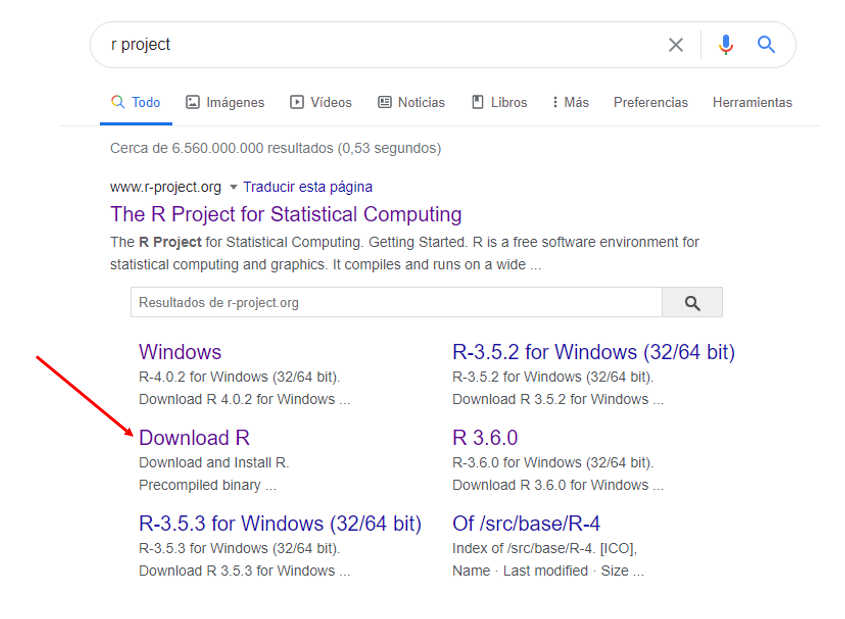 r project
Todo Imágenes Vídeos Noticias Libros Más Preferencias Herramientas
Cerca de 6.560.000.000 resultados (0,53 segundos)
www.r-project.org Traducir esta página
The R Project for Statistical Computing
The R Project for Statistical Computing. Getting Started. R is a free software environment for
statistical computing and graphics. It compiles and runs on a wide ...
Resultados de r-project.org
Windows
R-4.0.2 for Windows (32/64 bit).
Download R 4.0.2 for Windows ...
R-3.5.2 for Windows (32/64 bit)
R-3.5.2 for Windows (32/64 bit).
Download R 3.5.2 for Windows ...
Download R
Download and Install R.
Precompiled binary ...
R 3.6.0
R-3.6.0 for Windows (32/64 bit).
Download R 3.6.0 for Windows ...
R-3.5.3 for Windows (32/64 bit)
R-3.5.3 for Windows (32/64 bit).
Download R 3.5.3 for Windows ...
Of /src/base/R-4
Index of /src/base/R-4. [ICO],
Name · Last modified · Size ...